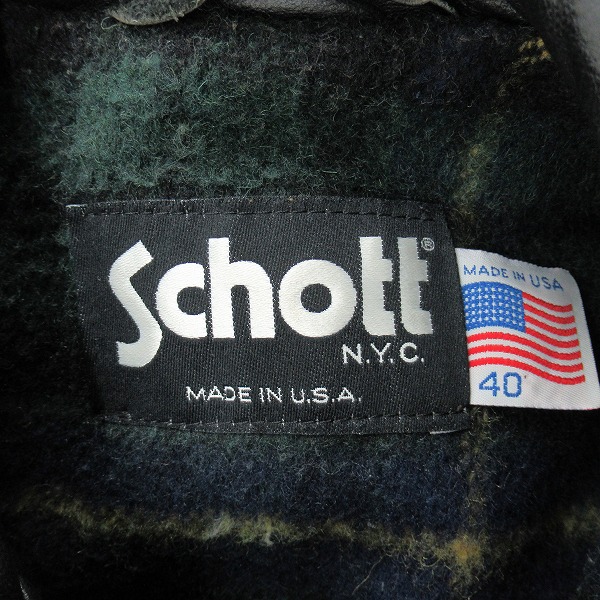 Schott®
N.Y.C.
MADE IN U.S.A.
MADE IN USA
40